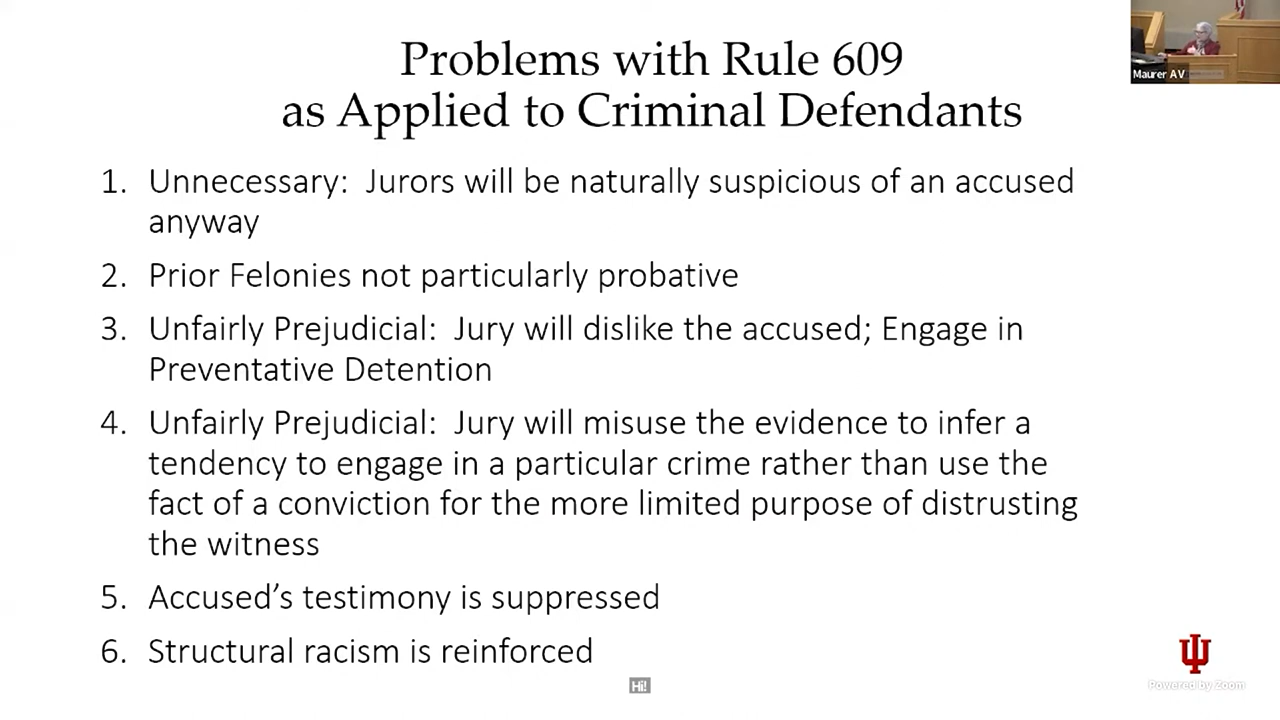 Problems with Rule 609
as Applied to Criminal Defendants
Maurer AV
1. Unnecessary: Jurors will be naturally suspicious of an accused
anyway
2. Prior Felonies not particularly probative
3. Unfairly Prejudicial: Jury will dislike the accused; Engage in
Preventative Detention
4. Unfairly Prejudicial: Jury will misuse the evidence to infer a
tendency to engage in a particular crime rather than use the
fact of a conviction for the more limited purpose of distrusting
the witness
5. Accused’s testimony is suppressed
6. Structural racism is reinforced
Hi!
Powered by Zoom